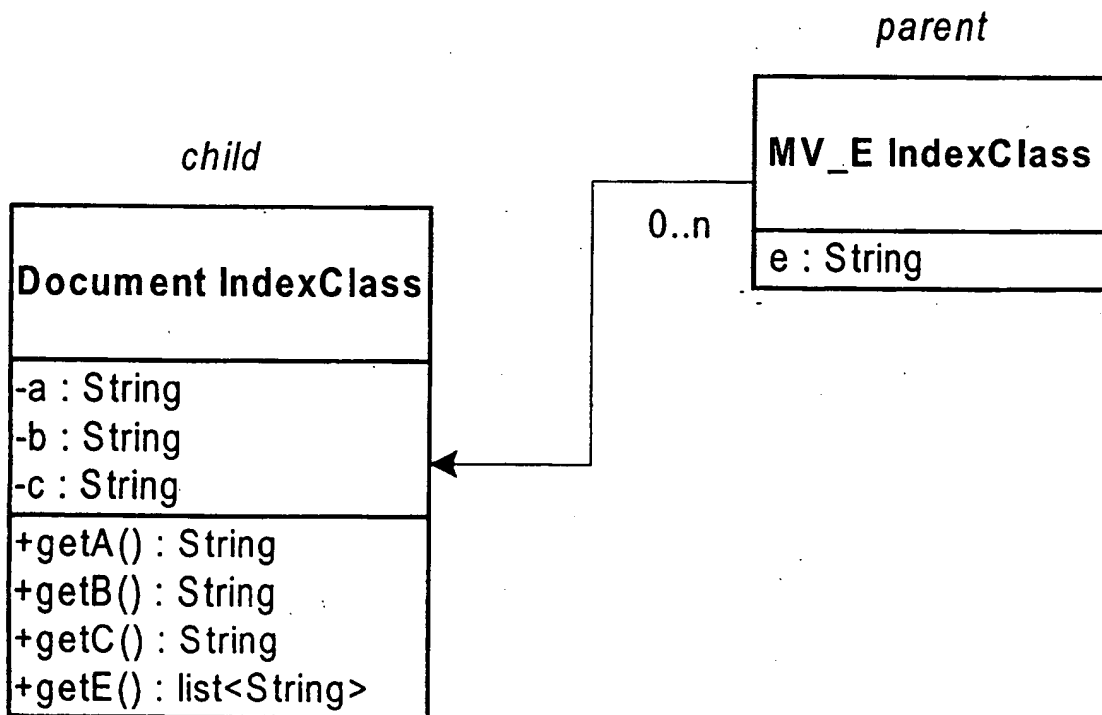 parent
MV_E IndexClass
e : String
0..n
child
Document IndexClass
-a : String
-b : String
-c : String
+getA() : String
+getB() : String
+getC() : String
+getE() : list<String>